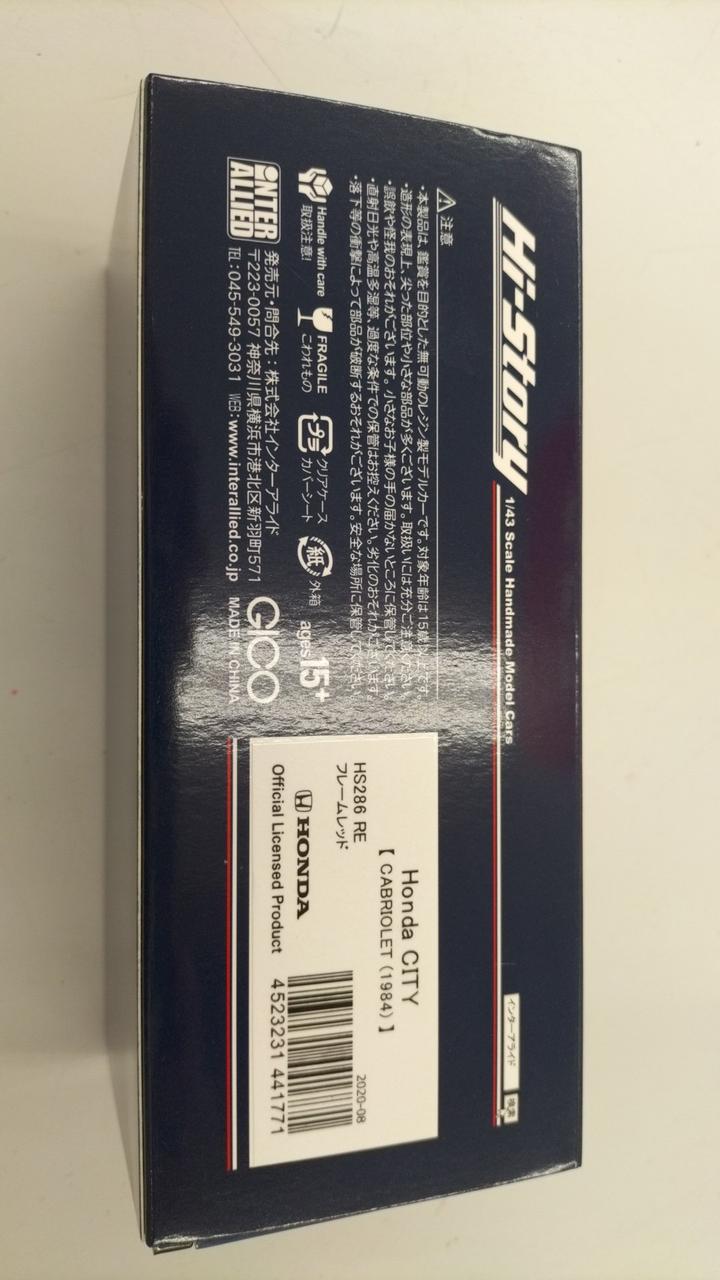 Hi-Story
1/43 Scale Handmade Model Cars
インターアライド 検索
注意
・本製品は、鑑賞を目的とした無可動のレジン製モデルカーです。対象年齢は15歳以上です。
・造形の表現上、尖った部位や小さな部品が多くございます。取扱いには充分ご注意ください。
・誤飲や怪我のおそれがございます。小さなお子様の手の届かないところに保管してください。
・直射日光や高温多湿等、過度な条件での保管はお控えください。劣化のおそれがございます。
・落下等の衝撃によって部品が破断するおそれがございます。安全な場所に保管してください。
Handle with care
取扱注意!
FRAGILE
こわれもの
プラ
クリアケース
カバーシート
紙
外箱
ages 15+
INTER
ALLIED
発売元・問合先:株式会社インターアライド
〒223-0057 神奈川県横浜市港北区新羽町571
TEL:045-549-3031 WEB:www.interallied.co.jp
GICO
MADE IN CHINA
Honda CITY
【 CABRIOLET (1984) 】
HS286 RE
フレームレッド
2020-08
HONDA
Official Licensed Product
4523231 441771